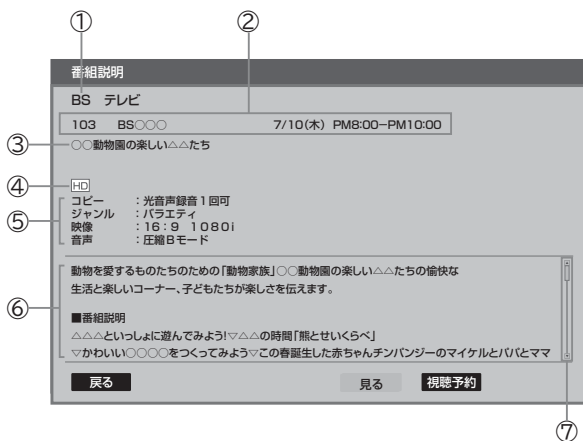 ① ②
番組説明
BS テレビ
103 BS○○○ 7/10(木) PM8:00-PM10:00
③ ○○動物園の楽しい△△たち
④ HD
コピー :光音声録音1回可
⑤ ジャンル :バラエティ
映像 :16:9 1080i
音声 :圧縮Bモード
動物を愛するものたちのための「動物家族」○○動物園の楽しい△△たちの愉快な
⑥ 生活と楽しいコーナー、子どもたちが楽しさを伝えます。
■番組説明
△△△といっしょに遊んでみよう!▽△△の時間「熊とせいくらべ」
▽かわいい○○○○をつくってみよう▽この春誕生した赤ちゃんチンパンジーのマイケルとパパとママ
戻る 見る 視聴予約
⑦